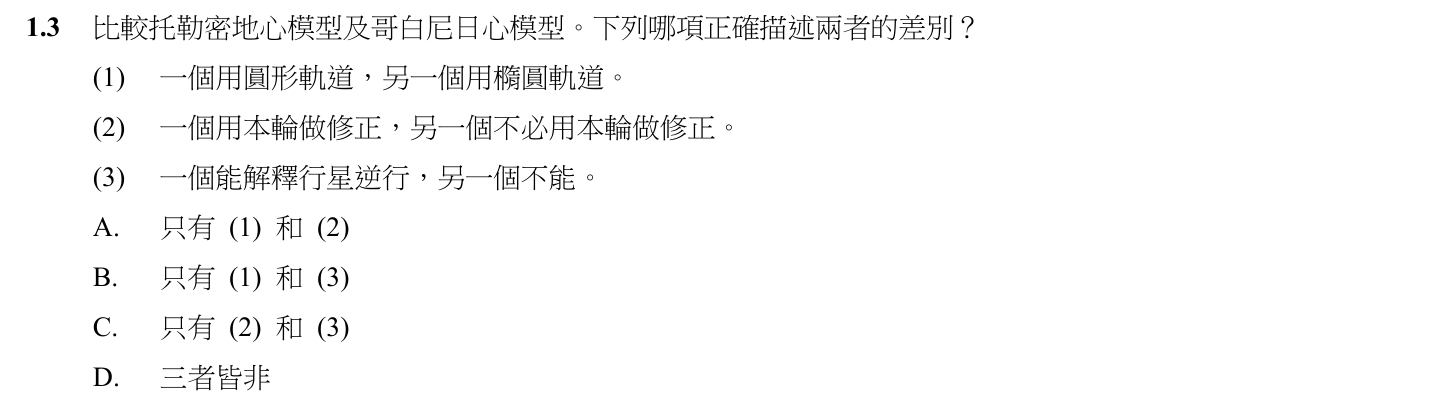 1.3 比較托勒密地心模型及哥白尼日心模型。下列哪項正確描述兩者的差別？
(1) 一個用圓形軌道，另一個用橢圓軌道。
(2) 一個用本輪做修正，另一個不必用本輪做修正。
(3) 一個能解釋行星逆行，另一個不能。
A. 只有 (1) 和 (2)
B. 只有 (1) 和 (3)
C. 只有 (2) 和 (3)
D. 三者皆非